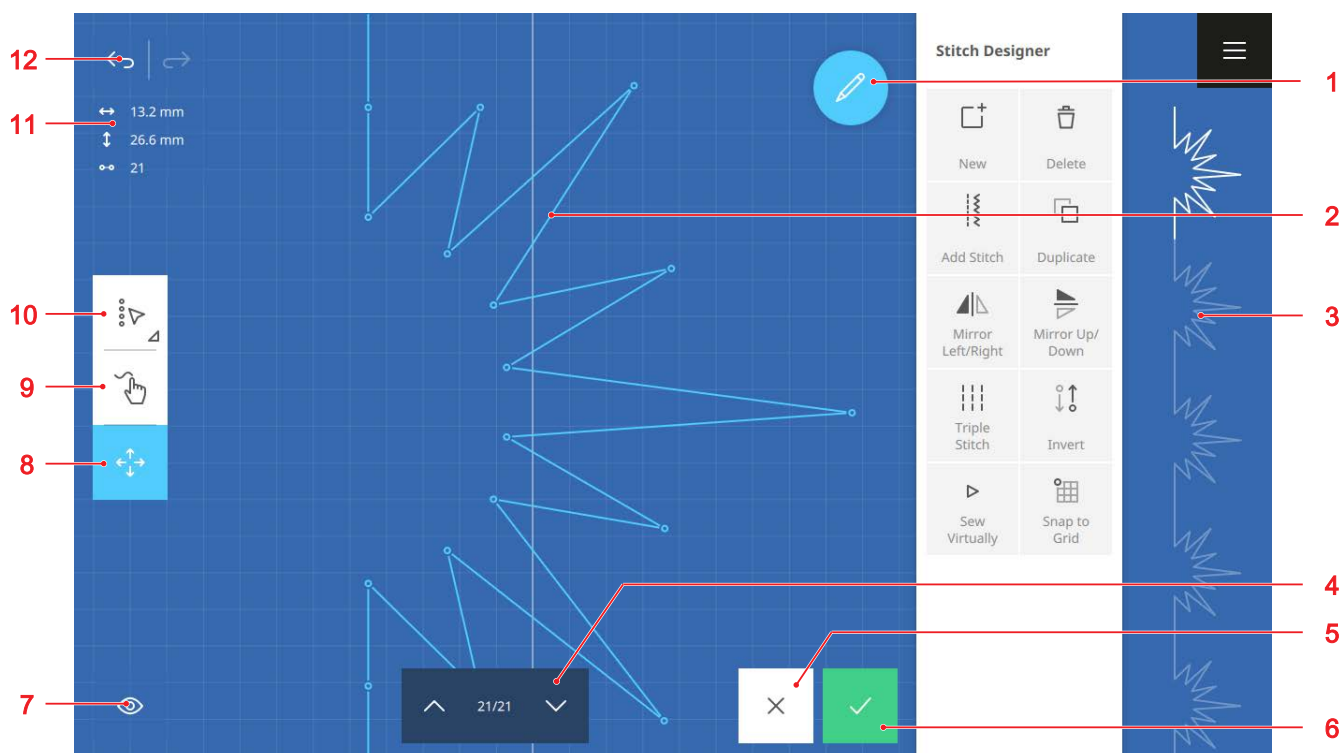 12
Stitch Designer
1
11
13.2 mm
26.6 mm
21
New
Delete
2
Add Stitch
Duplicate
10
3
Mirror
Left/Right
Mirror Up/
Down
9
Triple
Stitch
Invert
8
Sew
Virtually
Snap to
Grid
4
5
7
21/21
6